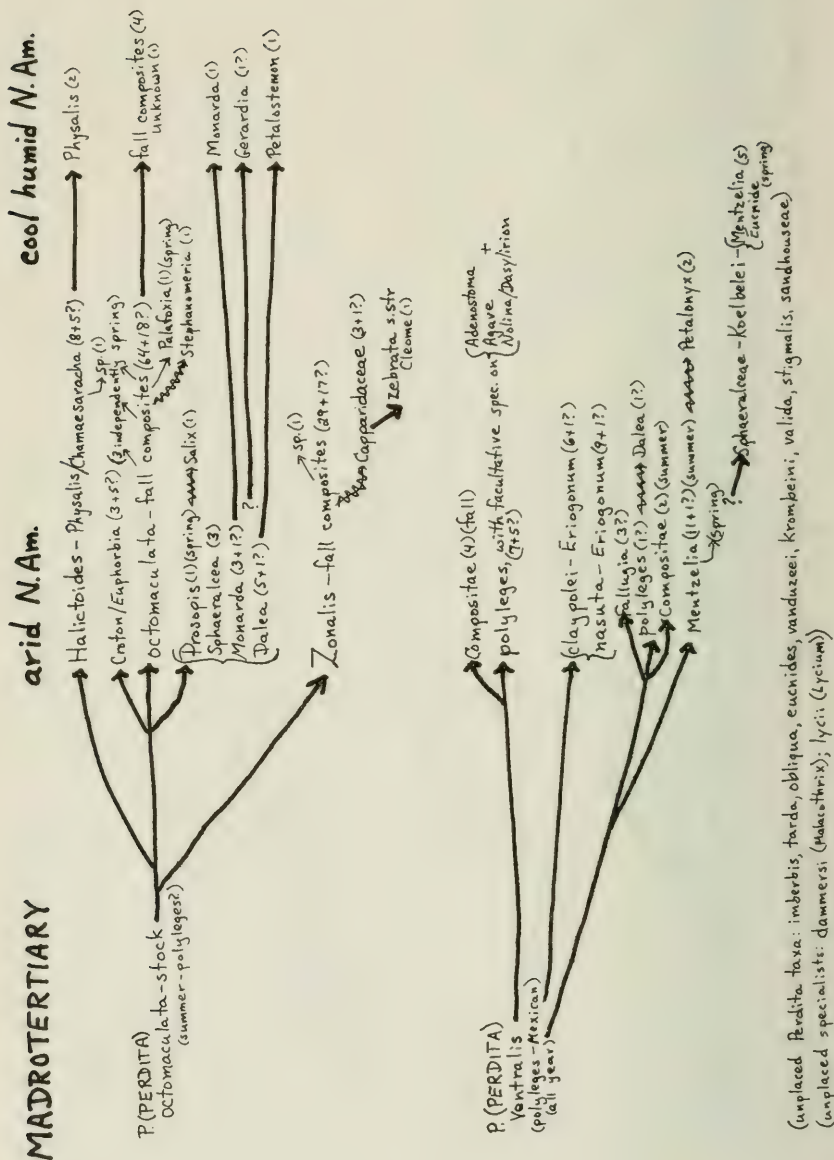 MADROTERTIARY
arid N. Am.
cool humid N. Am.
P. (PERDITA)
Octomaculata-stock
(summer-polyleges?)
Halictoides - Physalis/Chamaesaracha (8+5?)
sp. (1)
Physalis (2)
Croton/Euphorbia (3+5?) (3 independently spring)
Octomaculata - fall composites (64+18?)
Palafoxia (1) (spring)
Stephanomeria (1)
fall composites (4)
unknown (1)
Prosopis (1) (spring) Salix (1)
Sphaeralcea (3)
Monarda (3+1?)
Dalea (5+1?)
?
Monarda (1)
Gerardia (1?)
Petalostemon (1)
Zonalis - fall composites (29+17?)
sp. (1)
Capparidaceae (3+1?)
Zebrata s.str
Cleome (1)
P. (PERDITA)
Ventralis
(polyleges-Mexican)
(all year)
Compositae (4) (fall)
polyleges, with facultative spec. on
(7+5?)
Adenostoma
Agave +
Nolina/Dasylirion
claypolei - Eriogonum (6+1?)
nasuta - Eriogonum (9+1?)
Fallugia (3?)
polyleges (1?) Dalea (1?)
Compositae (2) (summer)
Mentzelia (11+1?) (summer) Petalonyx (2)
(spring)
? Sphaeralceae - Koelbelei - Mentzelia (5)
Eucnide
(spring)
(unplaced Perdita taxa: imberbis, tarda, obliqua, eucnides, vanduzeei, krombeini, valida, stigmalis, sandhouseae)
(unplaced specialists: dammersi (Malacothrix); lycii (Lycium))